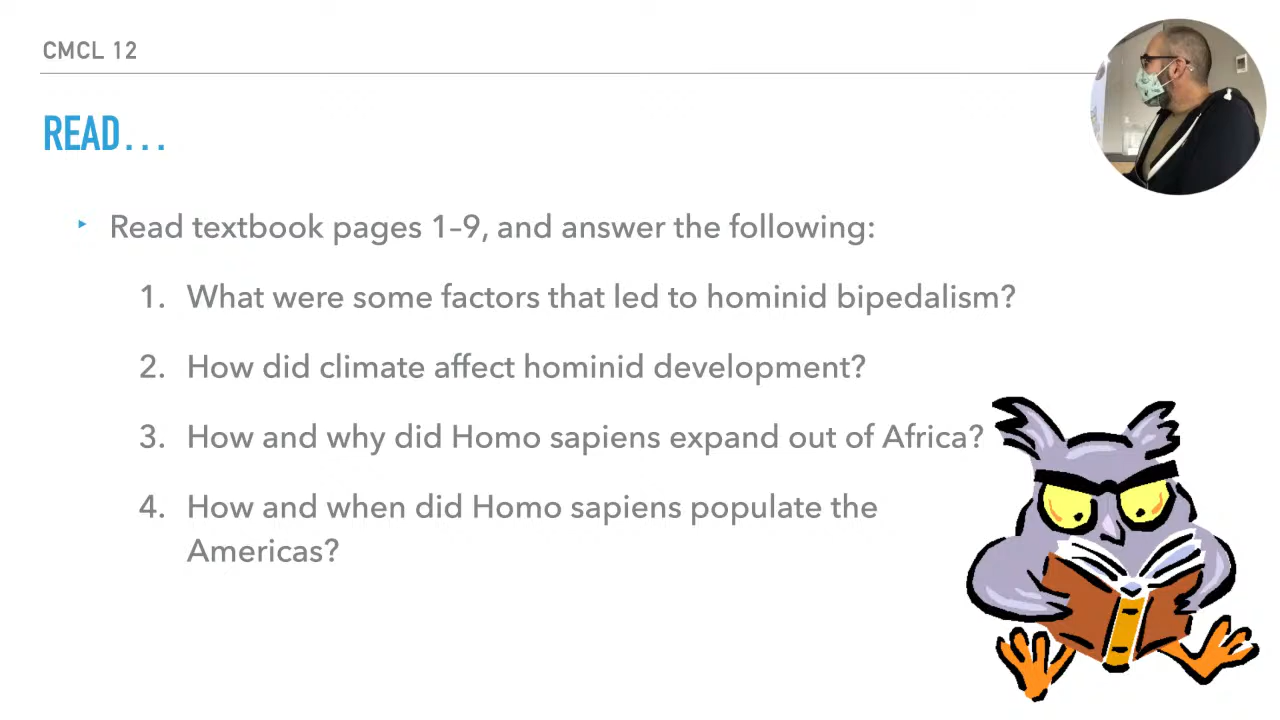 CMCL 12
READ...
‣ Read textbook pages 1–9, and answer the following:
1. What were some factors that led to hominid bipedalism?
2. How did climate affect hominid development?
3. How and why did Homo sapiens expand out of Africa?
4. How and when did Homo sapiens populate the
Americas?